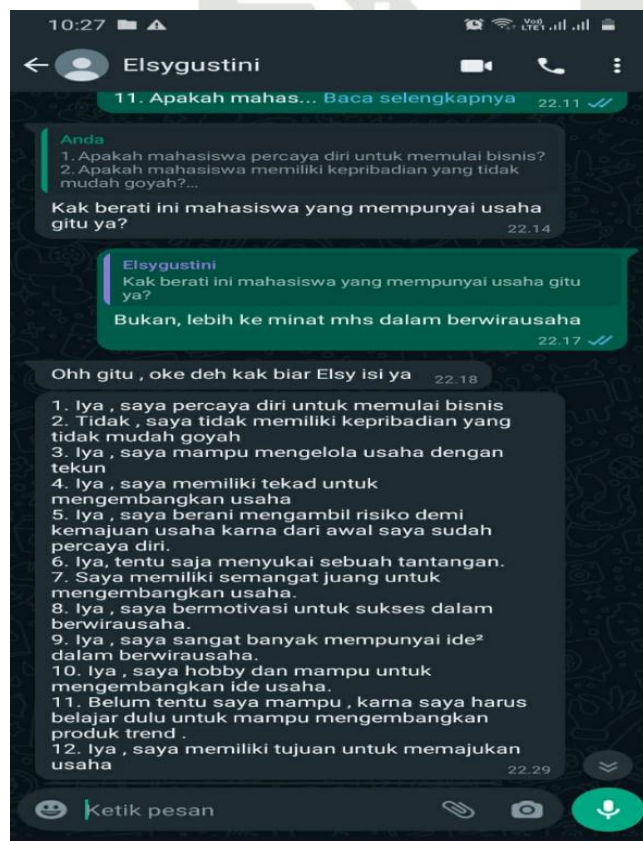 10:27
Vo)) LTE1
Elsygustini
11. Apakah mahas... Baca selengkapnya 22.11
Anda
1. Apakah mahasiswa percaya diri untuk memulai bisnis?
2. Apakah mahasiswa memiliki kepribadian yang tidak
mudah goyah?...
Kak berati ini mahasiswa yang mempunyai usaha
gitu ya?
22.14
Elsygustini
Kak berati ini mahasiswa yang mempunyai usaha gitu
ya?
Bukan, lebih ke minat mhs dalam berwirausaha
22.17
Ohh gitu , oke deh kak biar Elsy isi ya 22.18
1. Iya , saya percaya diri untuk memulai bisnis
2. Tidak , saya tidak memiliki kepribadian yang
tidak mudah goyah
3. Iya , saya mampu mengelola usaha dengan
tekun
4. Iya , saya memiliki tekad untuk
mengembangkan usaha
5. Iya , saya berani mengambil risiko demi
kemajuan usaha karna dari awal saya sudah
percaya diri.
6. Iya, tentu saja menyukai sebuah tantangan.
7. Saya memiliki semangat juang untuk
mengembangkan usaha.
8. Iya , saya bermotivasi untuk sukses dalam
berwirausaha.
9. Iya , saya sangat banyak mempunyai ide²
dalam berwirausaha.
10. Iya , saya hobby dan mampu untuk
mengembangkan ide usaha.
11. Belum tentu saya mampu , karna saya harus
belajar dulu untuk mampu mengembangkan
produk trend .
12. Iya , saya memiliki tujuan untuk memajukan
usaha
22.29
Ketik pesan